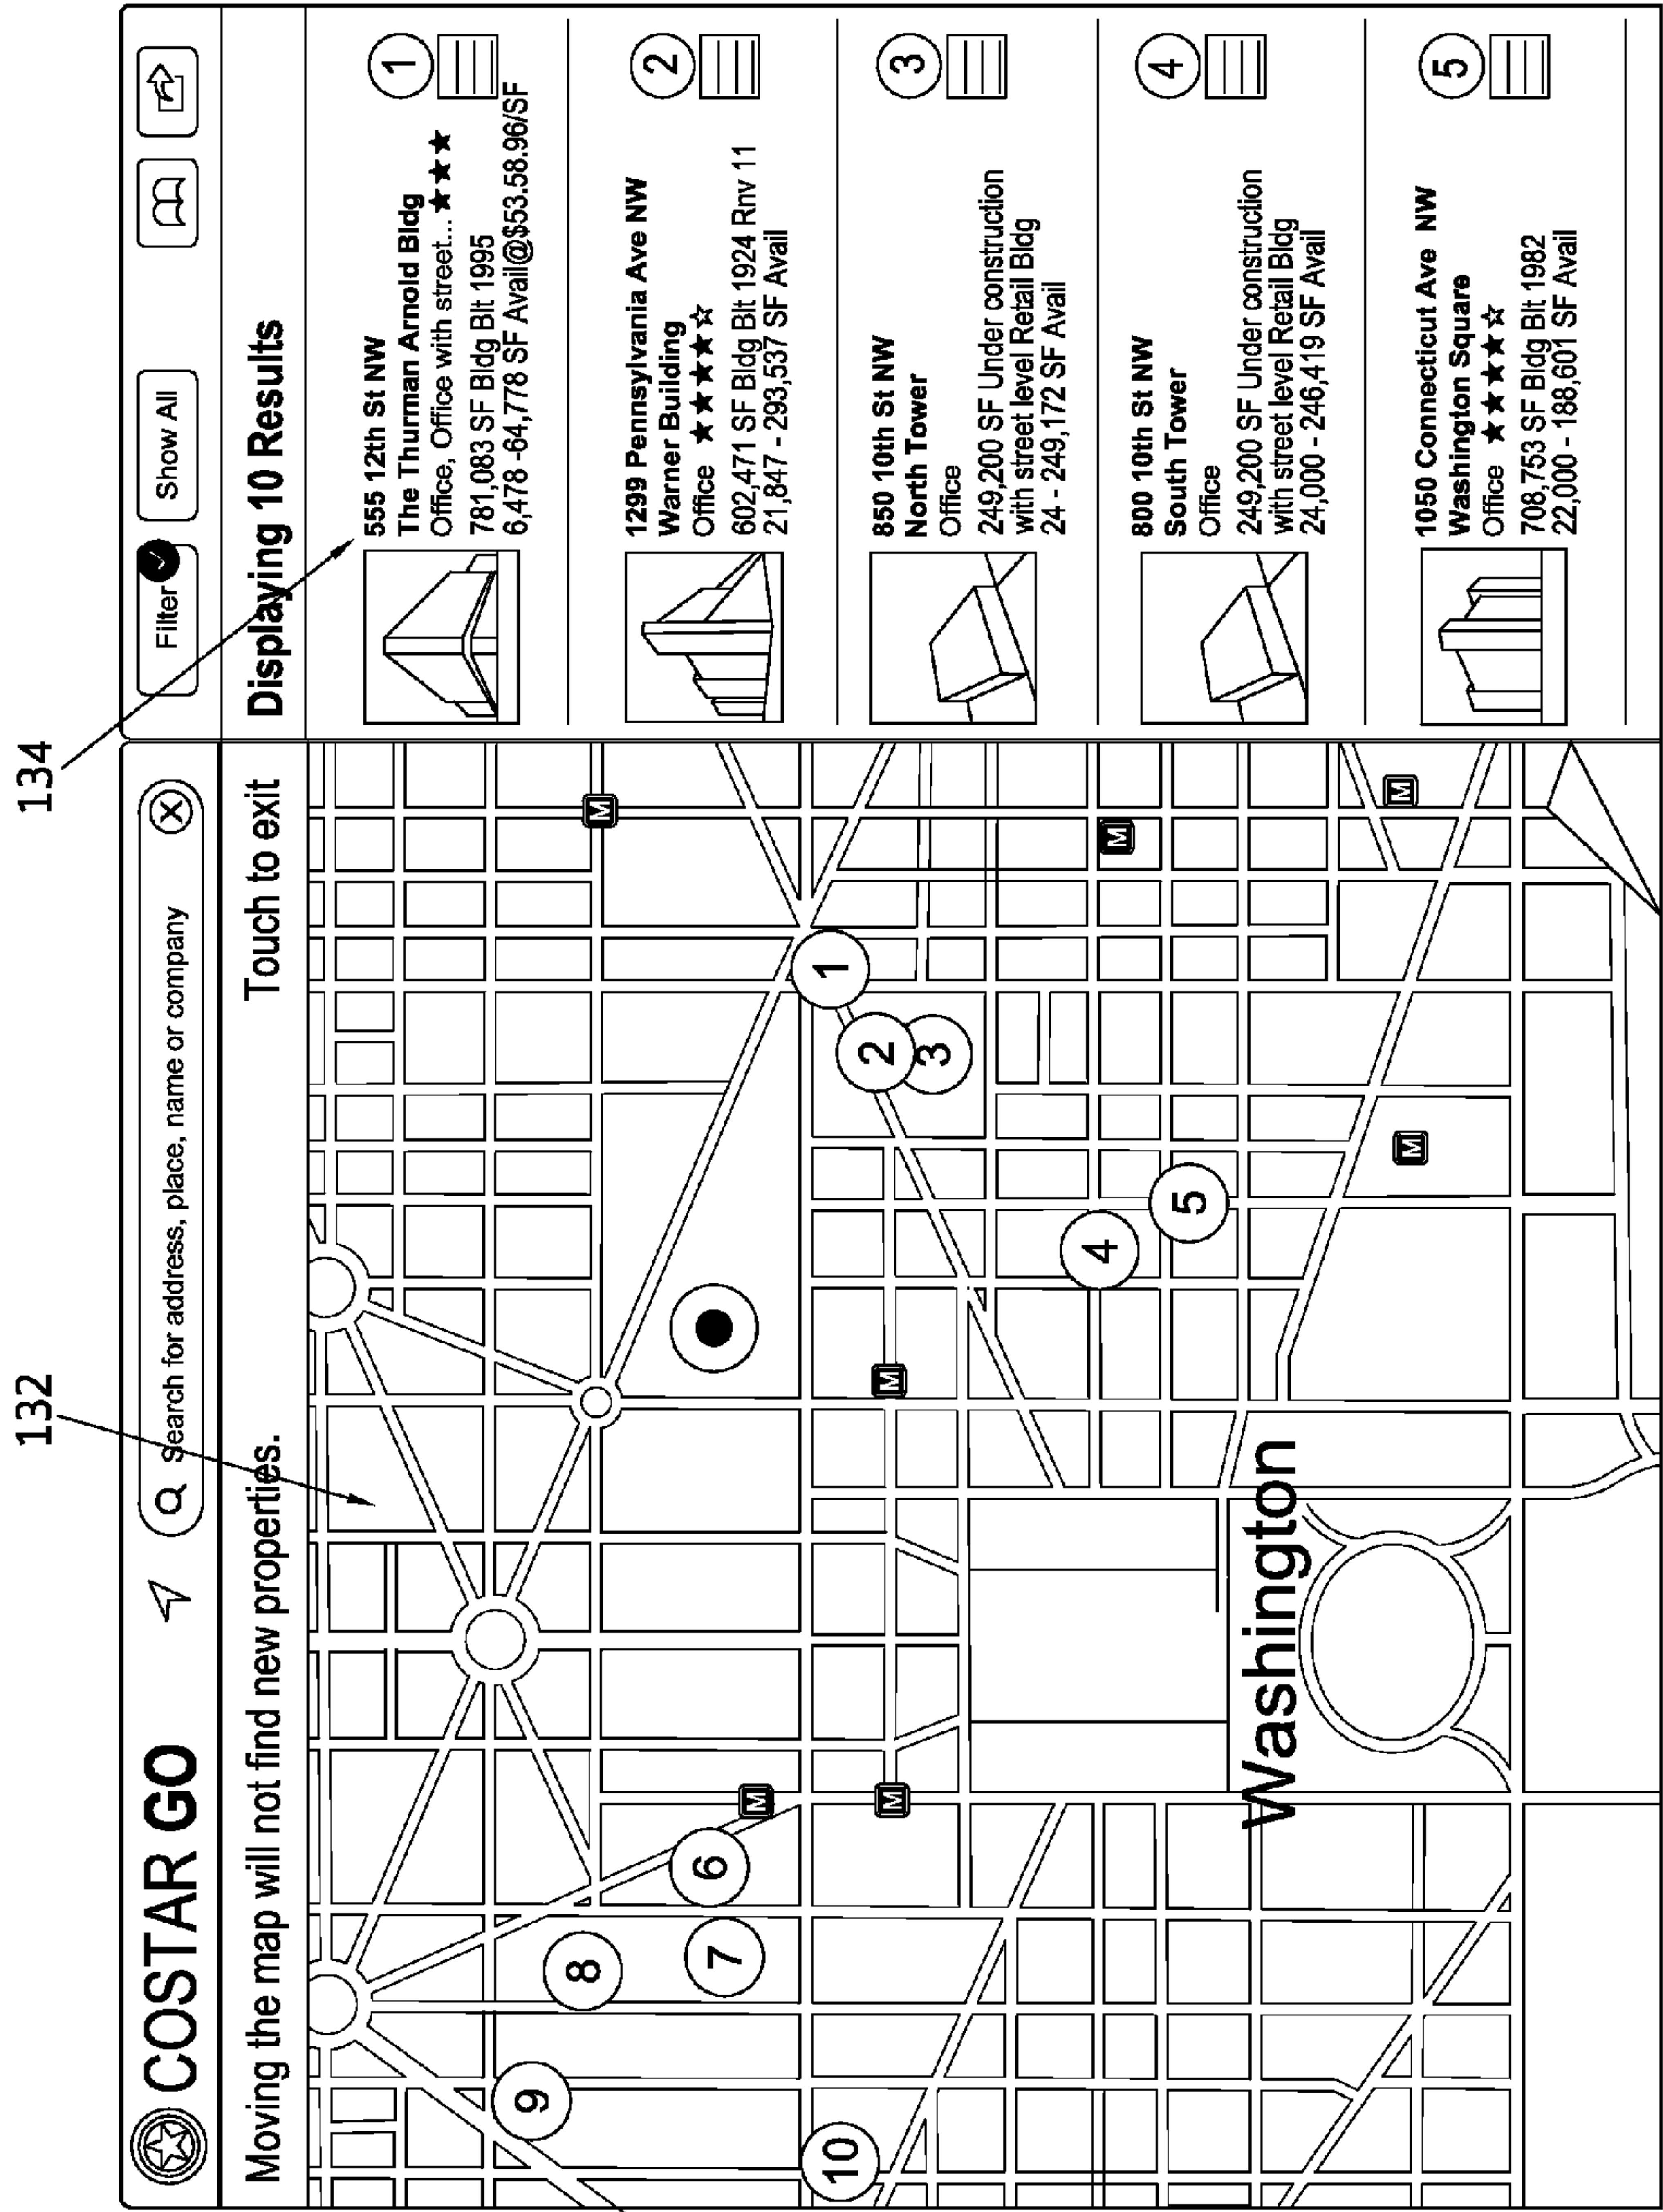 132
134
COSTAR GO
Search for address, place, name or company
X
Filter
Show All
Moving the map will not find new properties.
Touch to exit
Displaying 10 Results
M
M
M
M
M
M
M
1
2
3
4
5
6
7
8
9
10
Washington
555 12th St NW
The Thurman Arnold Bldg
Office, Office with street... ★★★
781,083 SF Bldg Blt 1995
6,478 -64,778 SF Avail@$53.58.96/SF
1
1299 Pennsylvania Ave NW
Warner Building
Office ★★★★☆
602,471 SF Bldg Blt 1924 Rnv 11
21,847 - 293,537 SF Avail
2
850 10th St NW
North Tower
Office
249,200 SF Under construction
with street level Retail Bldg
24 - 249,172 SF Avail
3
800 10th St NW
South Tower
Office
249,200 SF Under construction
with street level Retail Bldg
24,000 - 246,419 SF Avail
4
1050 Connecticut Ave NW
Washington Square
Office ★★★★☆
708,753 SF Bldg Blt 1982
22,000 - 188,601 SF Avail
5